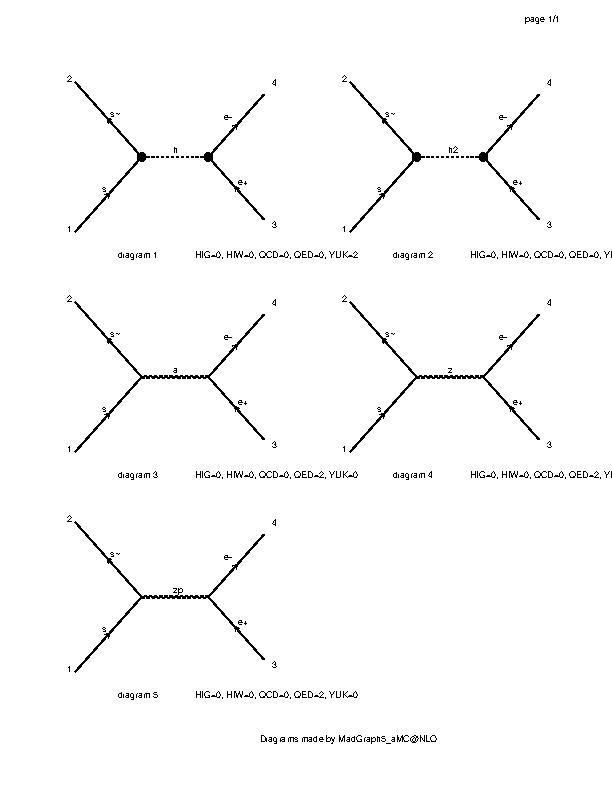 page 1/1
2
4
s~
e-
h
s
e+
1
3
diagram 1
HIG=0, HIW=0, QCD=0, QED=0, YUK=2
2
4
s~
e-
h2
s
e+
1
3
diagram 2
HIG=0, HIW=0, QCD=0, QED=0, YU
2
4
s~
e-
a
s
e+
1
3
diagram 3
HIG=0, HIW=0, QCD=0, QED=2, YUK=0
2
4
s~
e-
z
s
e+
1
3
diagram 4
HIG=0, HIW=0, QCD=0, QED=2, YU
2
4
s~
e-
zp
s
e+
1
3
diagram 5
HIG=0, HIW=0, QCD=0, QED=2, YUK=0
Diagrams made by MadGraph5_aMC@NLO